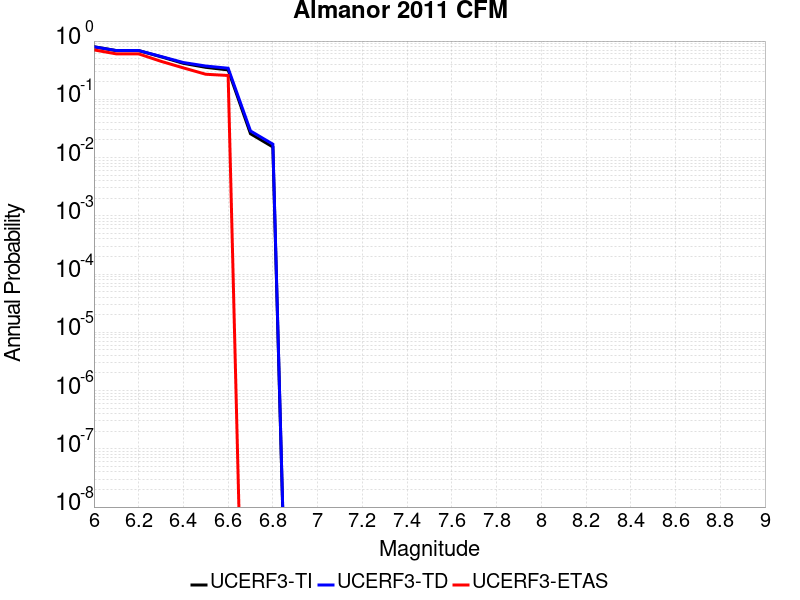 Almanor 2011 CFM
Annual Probability
10^0
10^-1
10^-2
10^-3
10^-4
10^-5
10^-6
10^-7
10^-8
6 6.2 6.4 6.6 6.8 7 7.2 7.4 7.6 7.8 8 8.2 8.4 8.6 8.8 9
Magnitude
UCERF3-TI UCERF3-TD UCERF3-ETAS